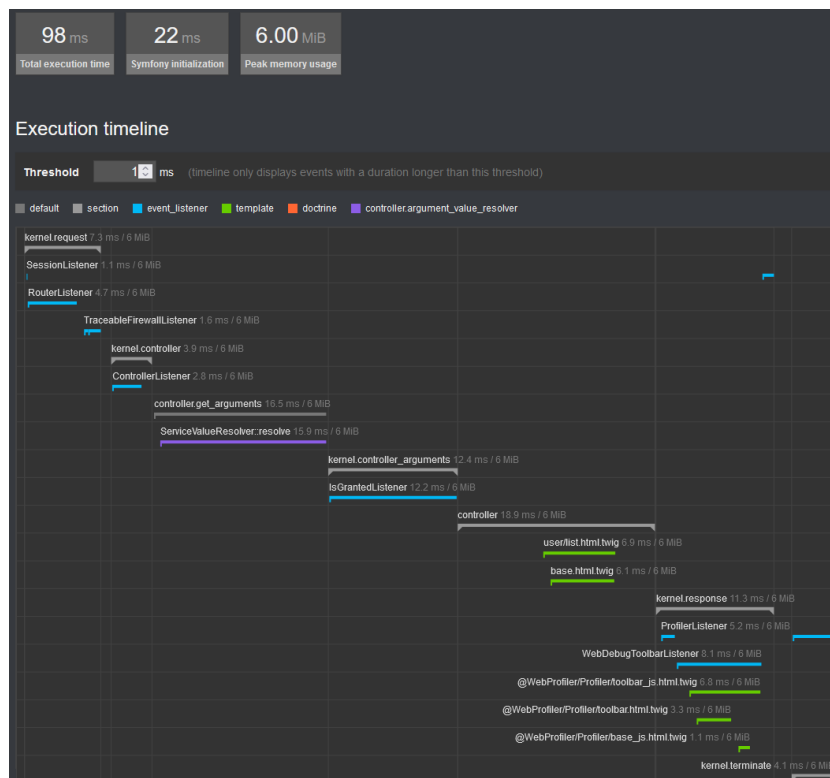 98 ms 22 ms 6.00 MiB
Total execution time Symfony initialization Peak memory usage
Execution timeline
Threshold 1 ms (timeline only displays events with a duration longer than this threshold)
default section event_listener template doctrine controller.argument_value_resolver
kernel.request 7.3 ms / 6 MiB
SessionListener 1.1 ms / 6 MiB
RouterListener 4.7 ms / 6 MiB
TraceableFirewallListener 1.6 ms / 6 MiB
kernel.controller 3.9 ms / 6 MiB
ControllerListener 2.8 ms / 6 MiB
controller.get_arguments 16.5 ms / 6 MiB
ServiceValueResolver::resolve 15.9 ms / 6 MiB
kernel.controller_arguments 12.4 ms / 6 MiB
IsGrantedListener 12.2 ms / 6 MiB
controller 18.9 ms / 6 MiB
user/list.html.twig 6.9 ms / 6 MiB
base.html.twig 6.1 ms / 6 MiB
kernel.response 11.3 ms / 6 MiB
ProfilerListener 5.2 ms / 6 MiB
WebDebugToolbarListener 8.1 ms / 6 MiB
@WebProfiler/Profiler/toolbar_js.html.twig 6.8 ms / 6 MiB
@WebProfiler/Profiler/toolbar.html.twig 3.3 ms / 6 MiB
@WebProfiler/Profiler/base_js.html.twig 1.1 ms / 6 MiB
kernel.terminate 4.1 ms / 6 MiB